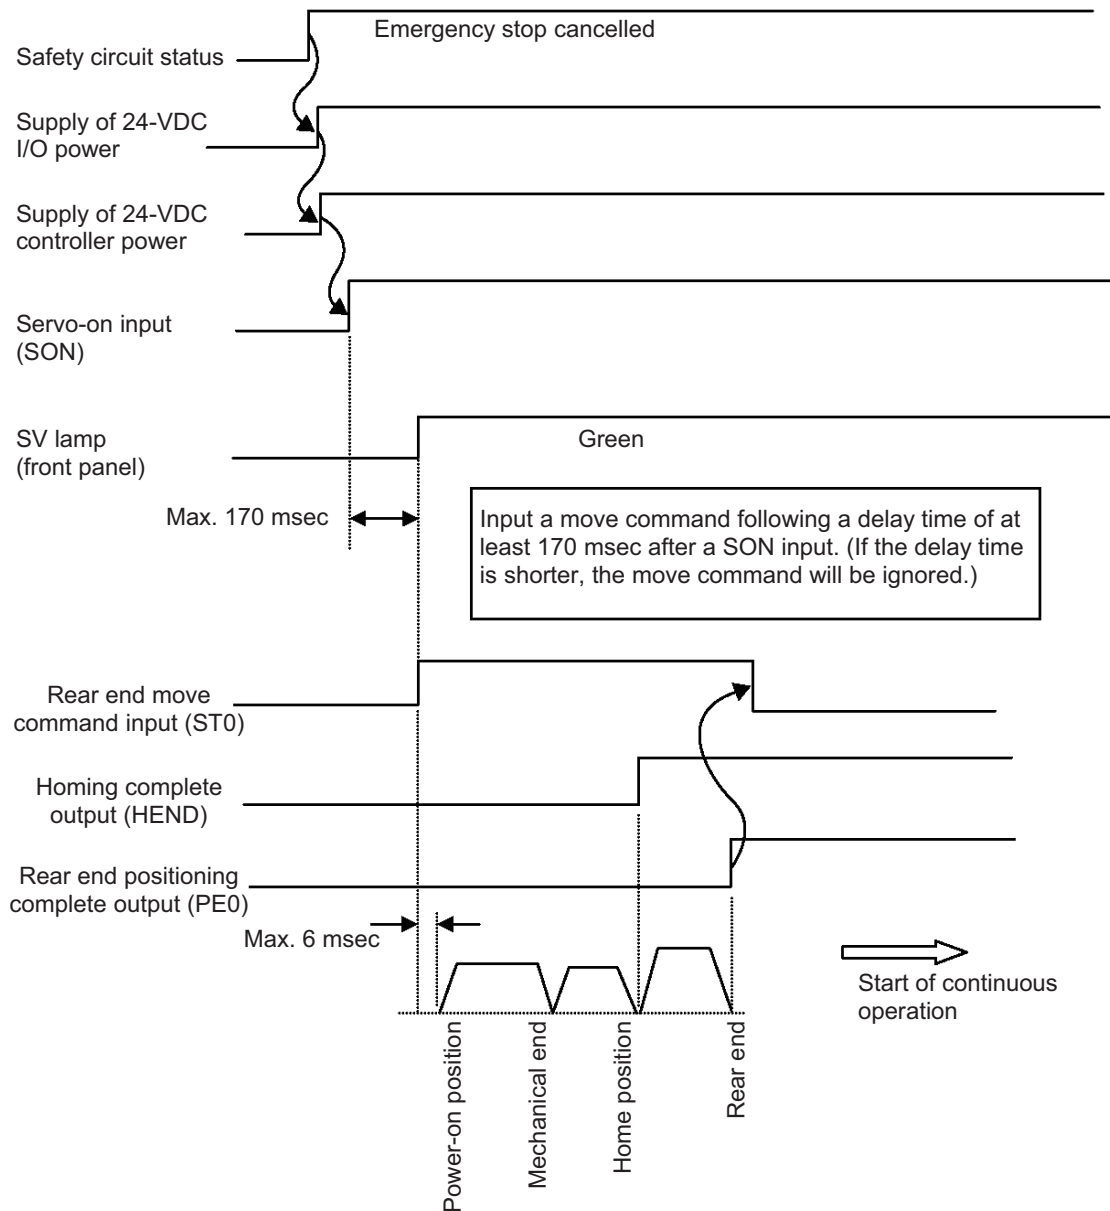 Emergency stop cancelled
Safety circuit status
Supply of 24-VDC
I/O power
Supply of 24-VDC
controller power
Servo-on input
(SON)
SV lamp
(front panel)
Green
Max. 170 msec
Input a move command following a delay time of at
least 170 msec after a SON input. (If the delay time
is shorter, the move command will be ignored.)
Rear end move
command input (ST0)
Homing complete
output (HEND)
Rear end positioning
complete output (PE0)
Max. 6 msec
Start of continuous
operation
Power-on position
Mechanical end
Home position
Rear end